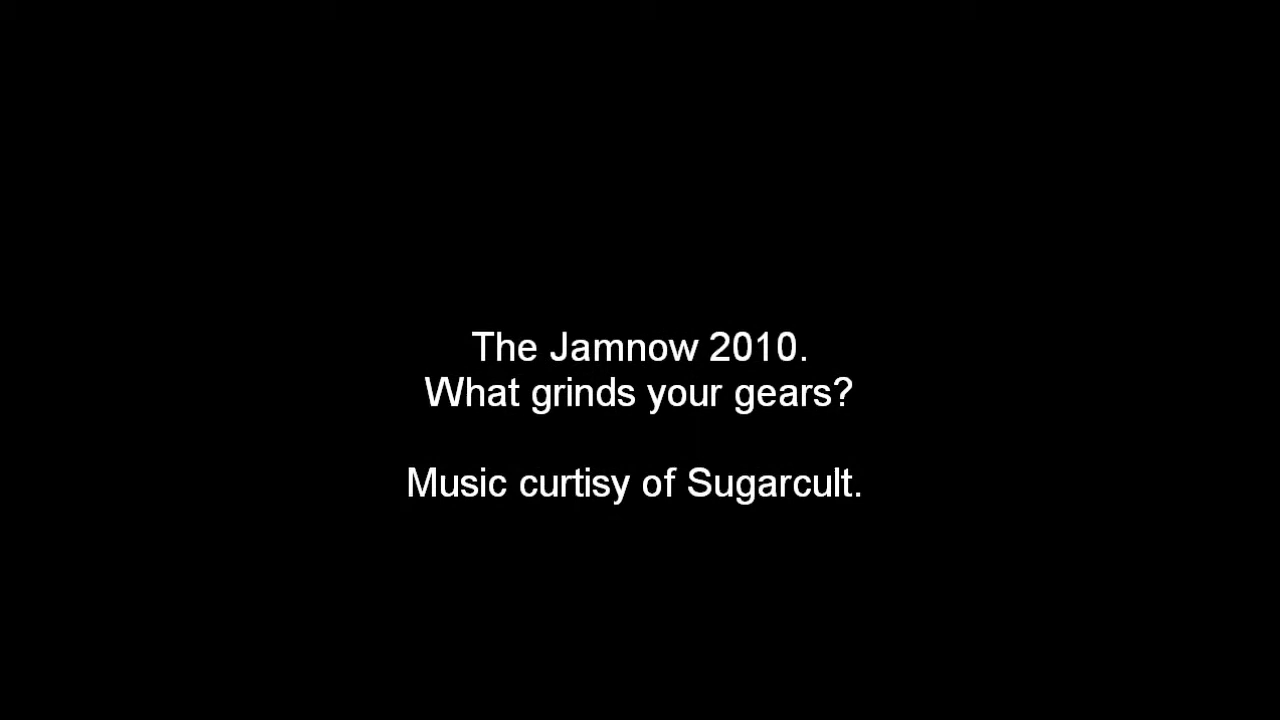 The Jamnow 2010.
What grinds your gears?
Music curtisy of Sugarcult.